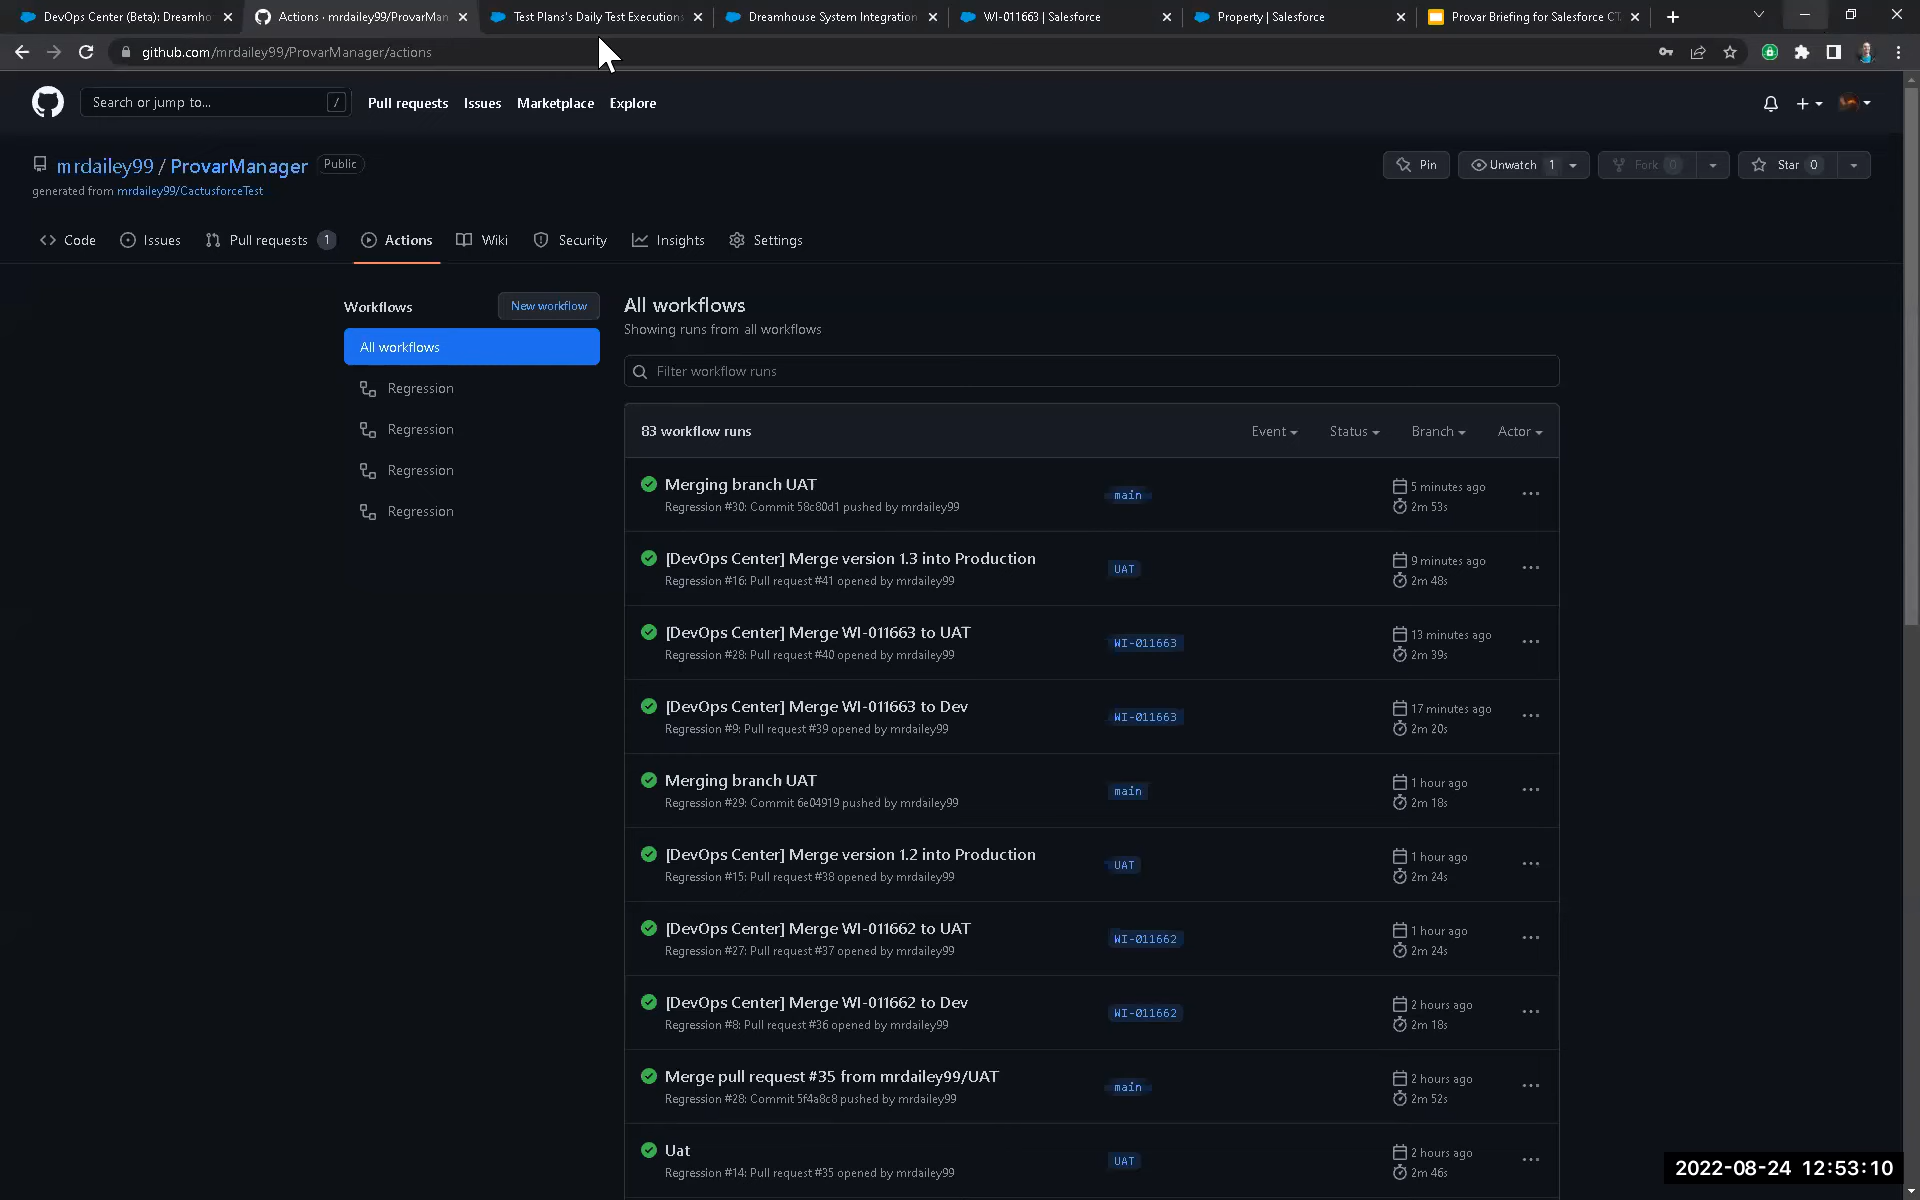 DevOps Center (Beta): Dreamho
Actions · mrdailey99/ProvarMan
Test Plans's Daily Test Executions
Dreamhouse System Integration
WI-011663 | Salesforce
Property | Salesforce
Provar Briefing for Salesforce CT
github.com/mrdailey99/ProvarManager/actions
Search or jump to...
/
Pull requests
Issues
Marketplace
Explore
mrdailey99 / ProvarManager
Public
generated from mrdailey99/CactusforceTest
Pin
Unwatch 1
Fork 0
Star 0
Code
Issues
Pull requests 1
Actions
Wiki
Security
Insights
Settings
Workflows
New workflow
All workflows
Regression
Regression
Regression
Regression
All workflows
Showing runs from all workflows
Filter workflow runs
83 workflow runs
Event
Status
Branch
Actor
Merging branch UAT
Regression #30: Commit 58c80d1 pushed by mrdailey99
main
5 minutes ago
2m 53s
[DevOps Center] Merge version 1.3 into Production
Regression #16: Pull request #41 opened by mrdailey99
UAT
9 minutes ago
2m 48s
[DevOps Center] Merge WI-011663 to UAT
Regression #28: Pull request #40 opened by mrdailey99
WI-011663
13 minutes ago
2m 39s
[DevOps Center] Merge WI-011663 to Dev
Regression #9: Pull request #39 opened by mrdailey99
WI-011663
17 minutes ago
2m 20s
Merging branch UAT
Regression #29: Commit 6e04919 pushed by mrdailey99
main
1 hour ago
2m 18s
[DevOps Center] Merge version 1.2 into Production
Regression #15: Pull request #38 opened by mrdailey99
UAT
1 hour ago
2m 24s
[DevOps Center] Merge WI-011662 to UAT
Regression #27: Pull request #37 opened by mrdailey99
WI-011662
1 hour ago
2m 24s
[DevOps Center] Merge WI-011662 to Dev
Regression #8: Pull request #36 opened by mrdailey99
WI-011662
2 hours ago
2m 18s
Merge pull request #35 from mrdailey99/UAT
Regression #28: Commit 5f4a8c8 pushed by mrdailey99
main
2 hours ago
2m 52s
Uat
Regression #14: Pull request #35 opened by mrdailey99
UAT
2 hours ago
2m 46s
2022-08-24 12:53:10